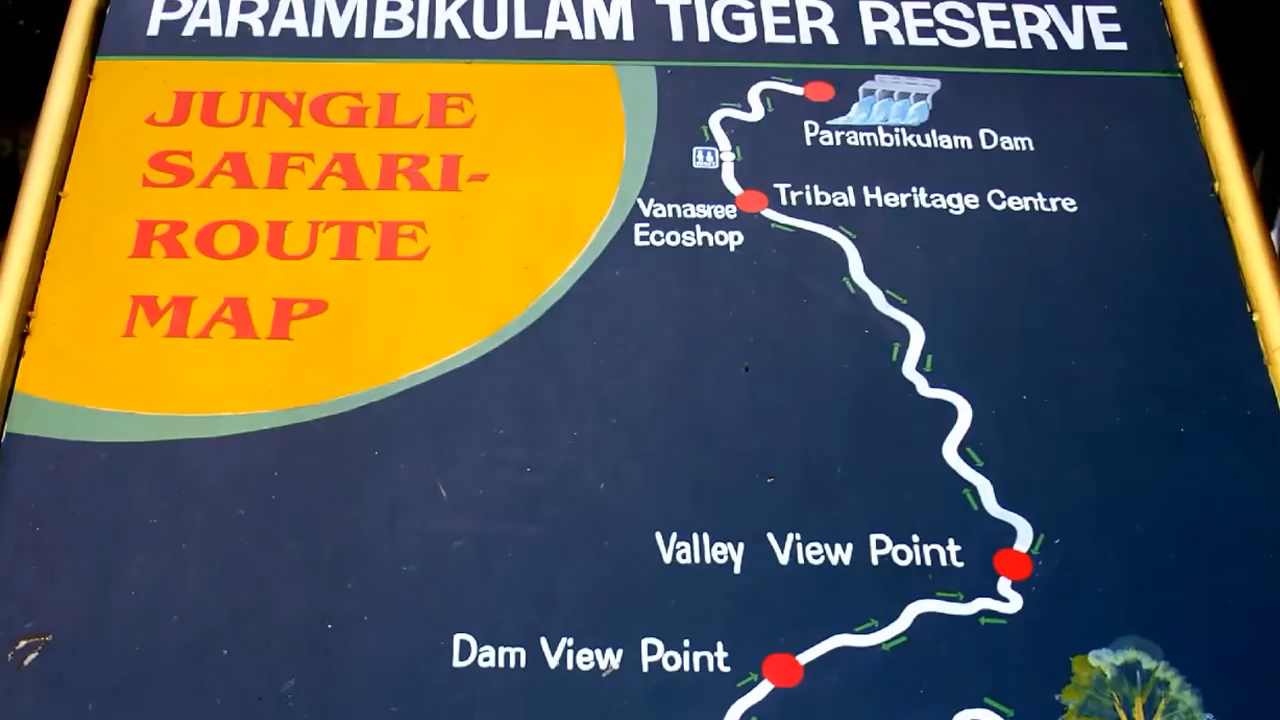 PARAMBIKULAM TIGER RESERVE
JUNGLE
SAFARI-
ROUTE
MAP
Parambikulam Dam
Tribal Heritage Centre
Vanasree
Ecoshop
Valley View Point
Dam View Point